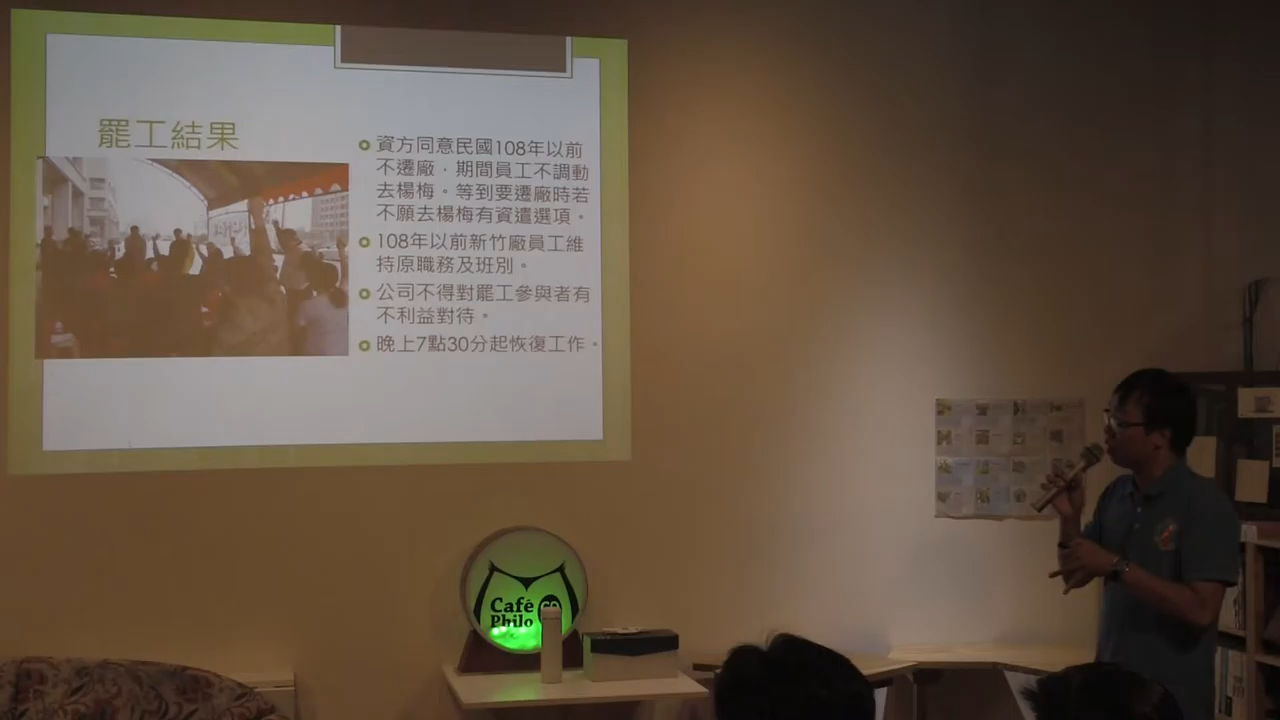 罷工結果
資方同意民國108年以前
不遷廠，期間員工不調動
去楊梅。等到要遷廠時若
不願去楊梅有資遣選項。
108年以前新竹廠員工維
持原職務及班別。
公司不得對罷工參與者有
不利益對待。
晚上7點30分起恢復工作。
Café
Philo